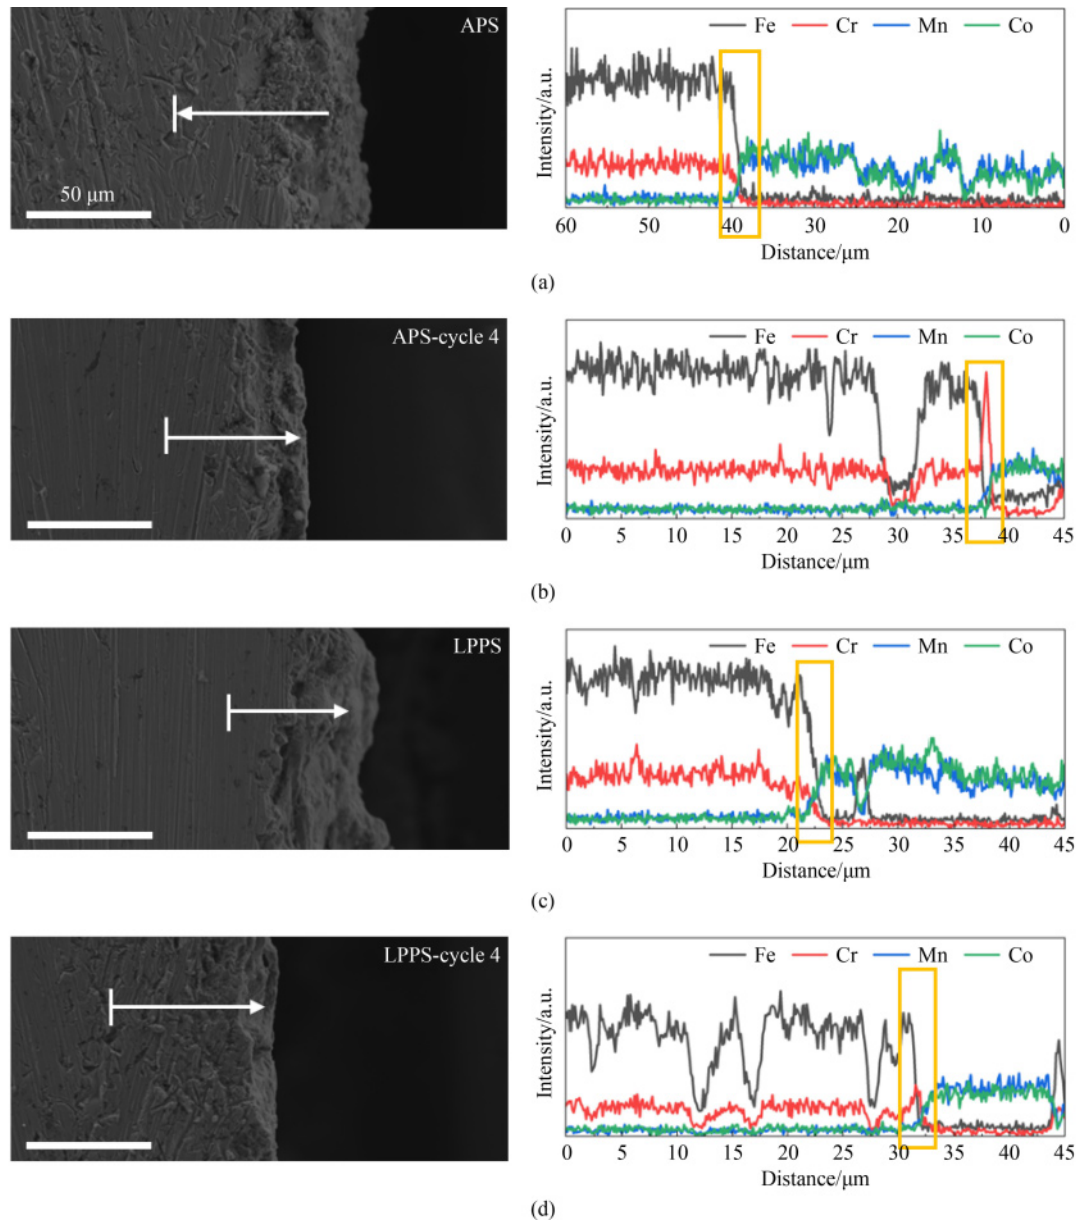 APS
50 μm
Fe Cr Mn Co
Intensity/a.u.
60 50 40 30 20 10 0
Distance/μm
(a)
APS-cycle 4
Fe Cr Mn Co
Intensity/a.u.
0 5 10 15 20 25 30 35 40 45
Distance/μm
(b)
LPPS
Fe Cr Mn Co
Intensity/a.u.
0 5 10 15 20 25 30 35 40 45
Distance/μm
(c)
LPPS-cycle 4
Fe Cr Mn Co
Intensity/a.u.
0 5 10 15 20 25 30 35 40 45
Distance/μm
(d)